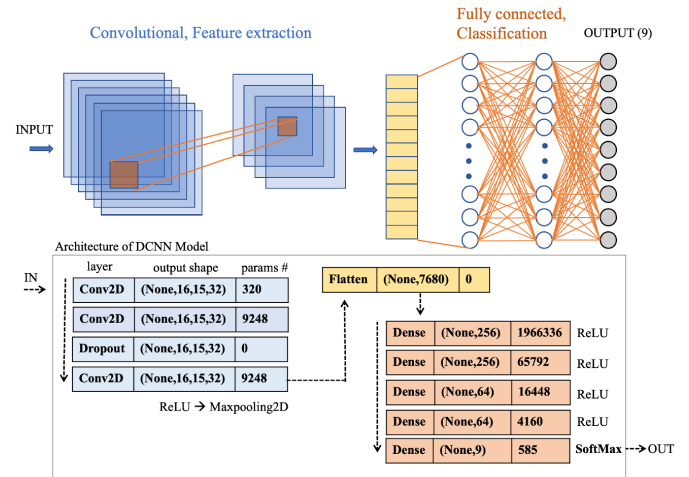 Convolutional, Feature extraction
Fully connected,
Classification
OUTPUT (9)
INPUT
Architecture of DCNN Model
IN
layer output shape params #
Conv2D (None,16,15,32) 320
Conv2D (None,16,15,32) 9248
Dropout (None,16,15,32) 0
Conv2D (None,16,15,32) 9248
ReLU → Maxpooling2D
Flatten (None,7680) 0
Dense (None,256) 1966336 ReLU
Dense (None,256) 65792 ReLU
Dense (None,64) 16448 ReLU
Dense (None,64) 4160 ReLU
Dense (None,9) 585 SoftMax OUT